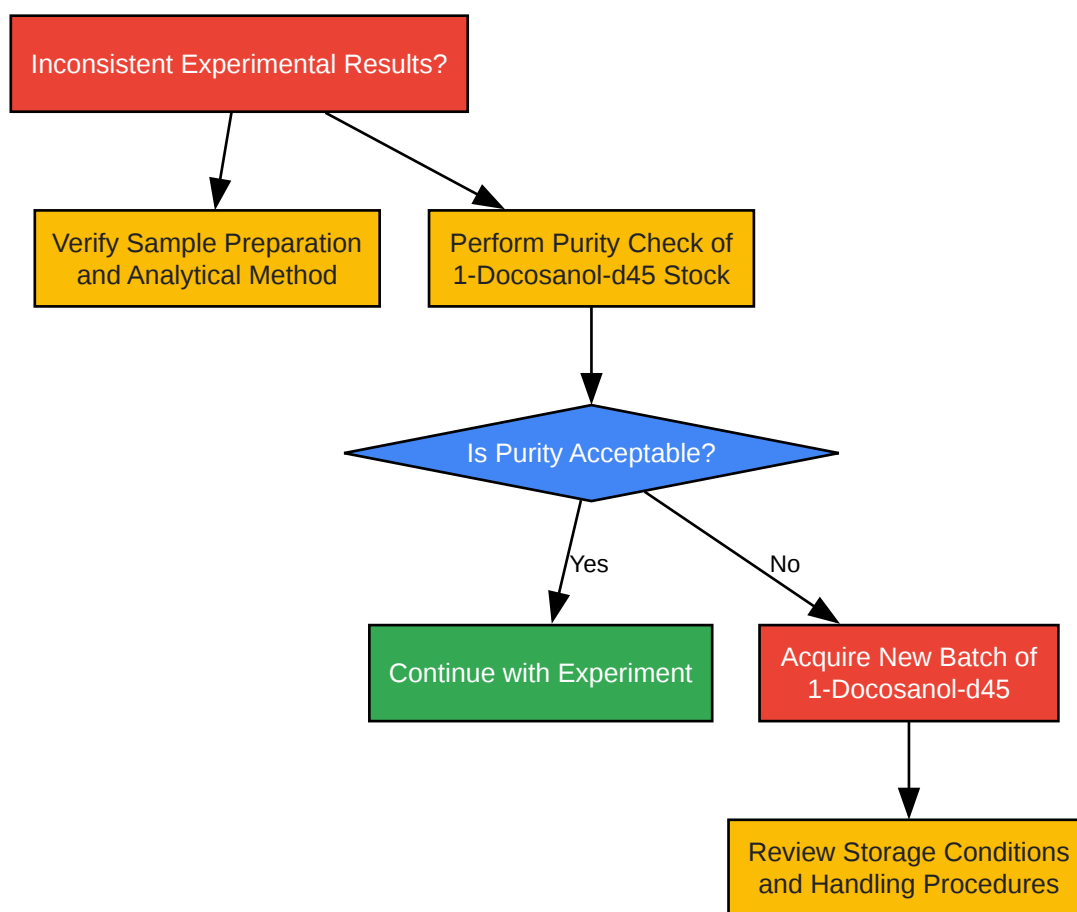 Inconsistent Experimental Results?
Verify Sample Preparation
and Analytical Method
Perform Purity Check of
1-Docosanol-d45 Stock
Is Purity Acceptable?
Yes
No
Continue with Experiment
Acquire New Batch of
1-Docosanol-d45
Review Storage Conditions
and Handling Procedures